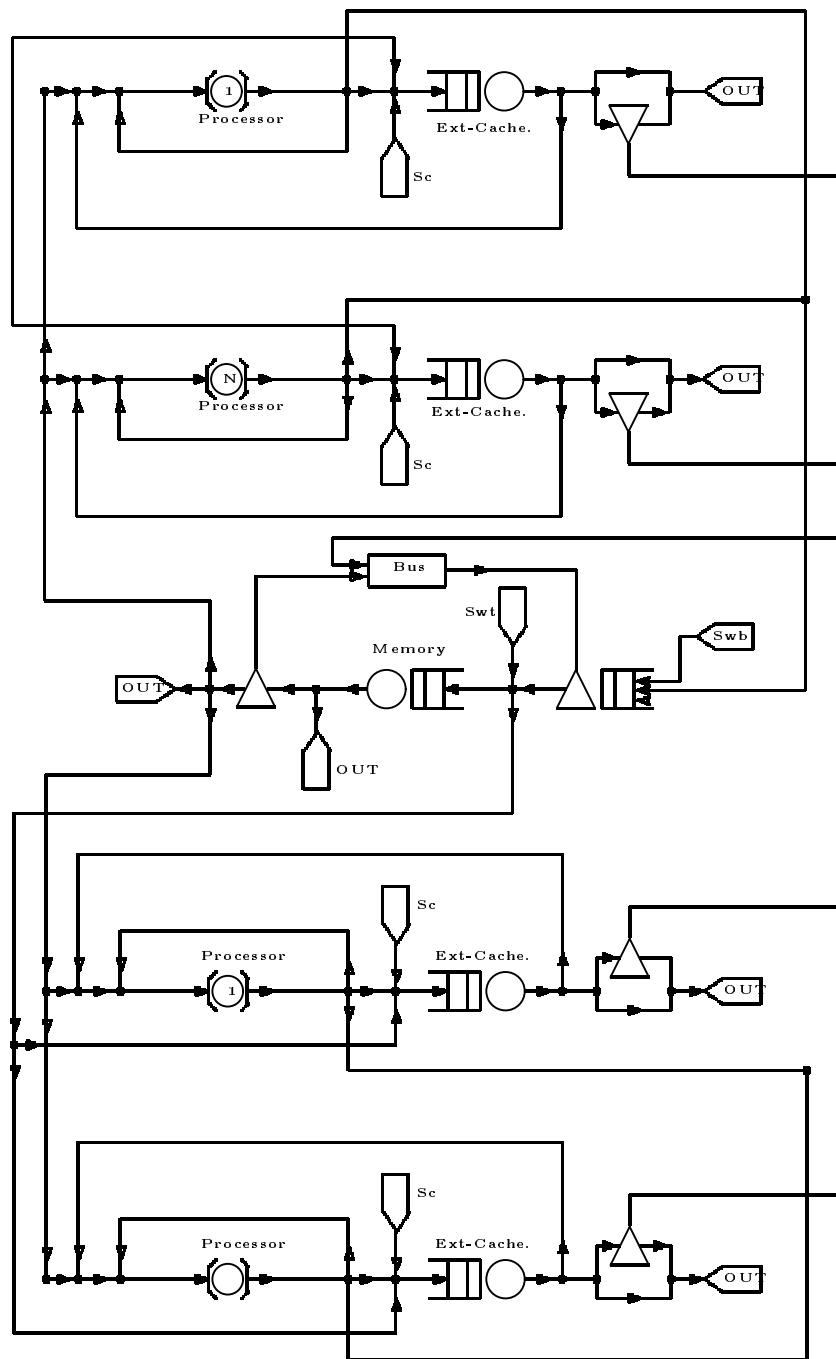 1
OUT
Processor
Ext-Cache.
Sc
N
OUT
Processor
Ext-Cache.
Sc
Bus
Swt
Swb
Memory
OUT
OUT
Sc
Processor
Ext-Cache.
1
OUT
Sc
Processor
Ext-Cache.
OUT